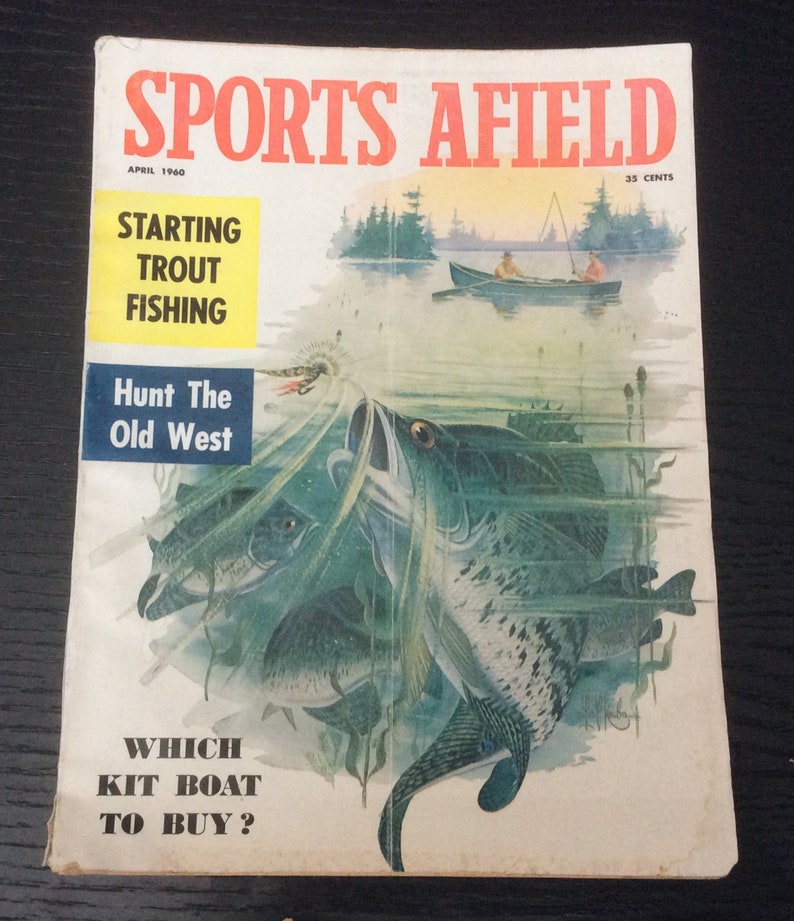 SPORTS AFIELD
APRIL 1960
35 CENTS
STARTING
TROUT
FISHING
Hunt The
Old West
WHICH
KIT BOAT
TO BUY?